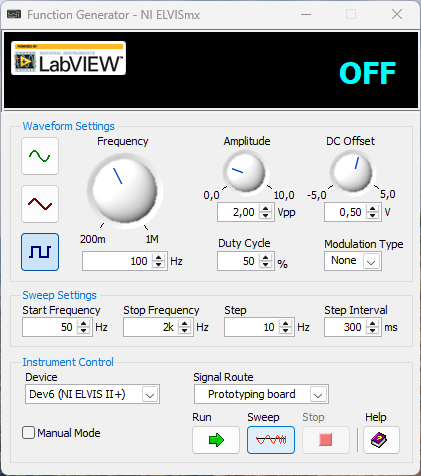 Function Generator - NI ELVISmx
POWERED BY
NATIONAL INSTRUMENTS
LabVIEW™
OFF
Waveform Settings
Frequency
Amplitude
DC Offset
0,0 10,0
-5,0 5,0
200m 1M
2,00 Vpp
0,50 V
100 Hz
Duty Cycle
Modulation Type
50 %
None
Sweep Settings
Start Frequency Stop Frequency Step Step Interval
50 Hz 2k Hz 10 Hz 300 ms
Instrument Control
Device
Signal Route
Dev6 (NI ELVIS II+)
Prototyping board
Run Sweep Stop Help
Manual Mode